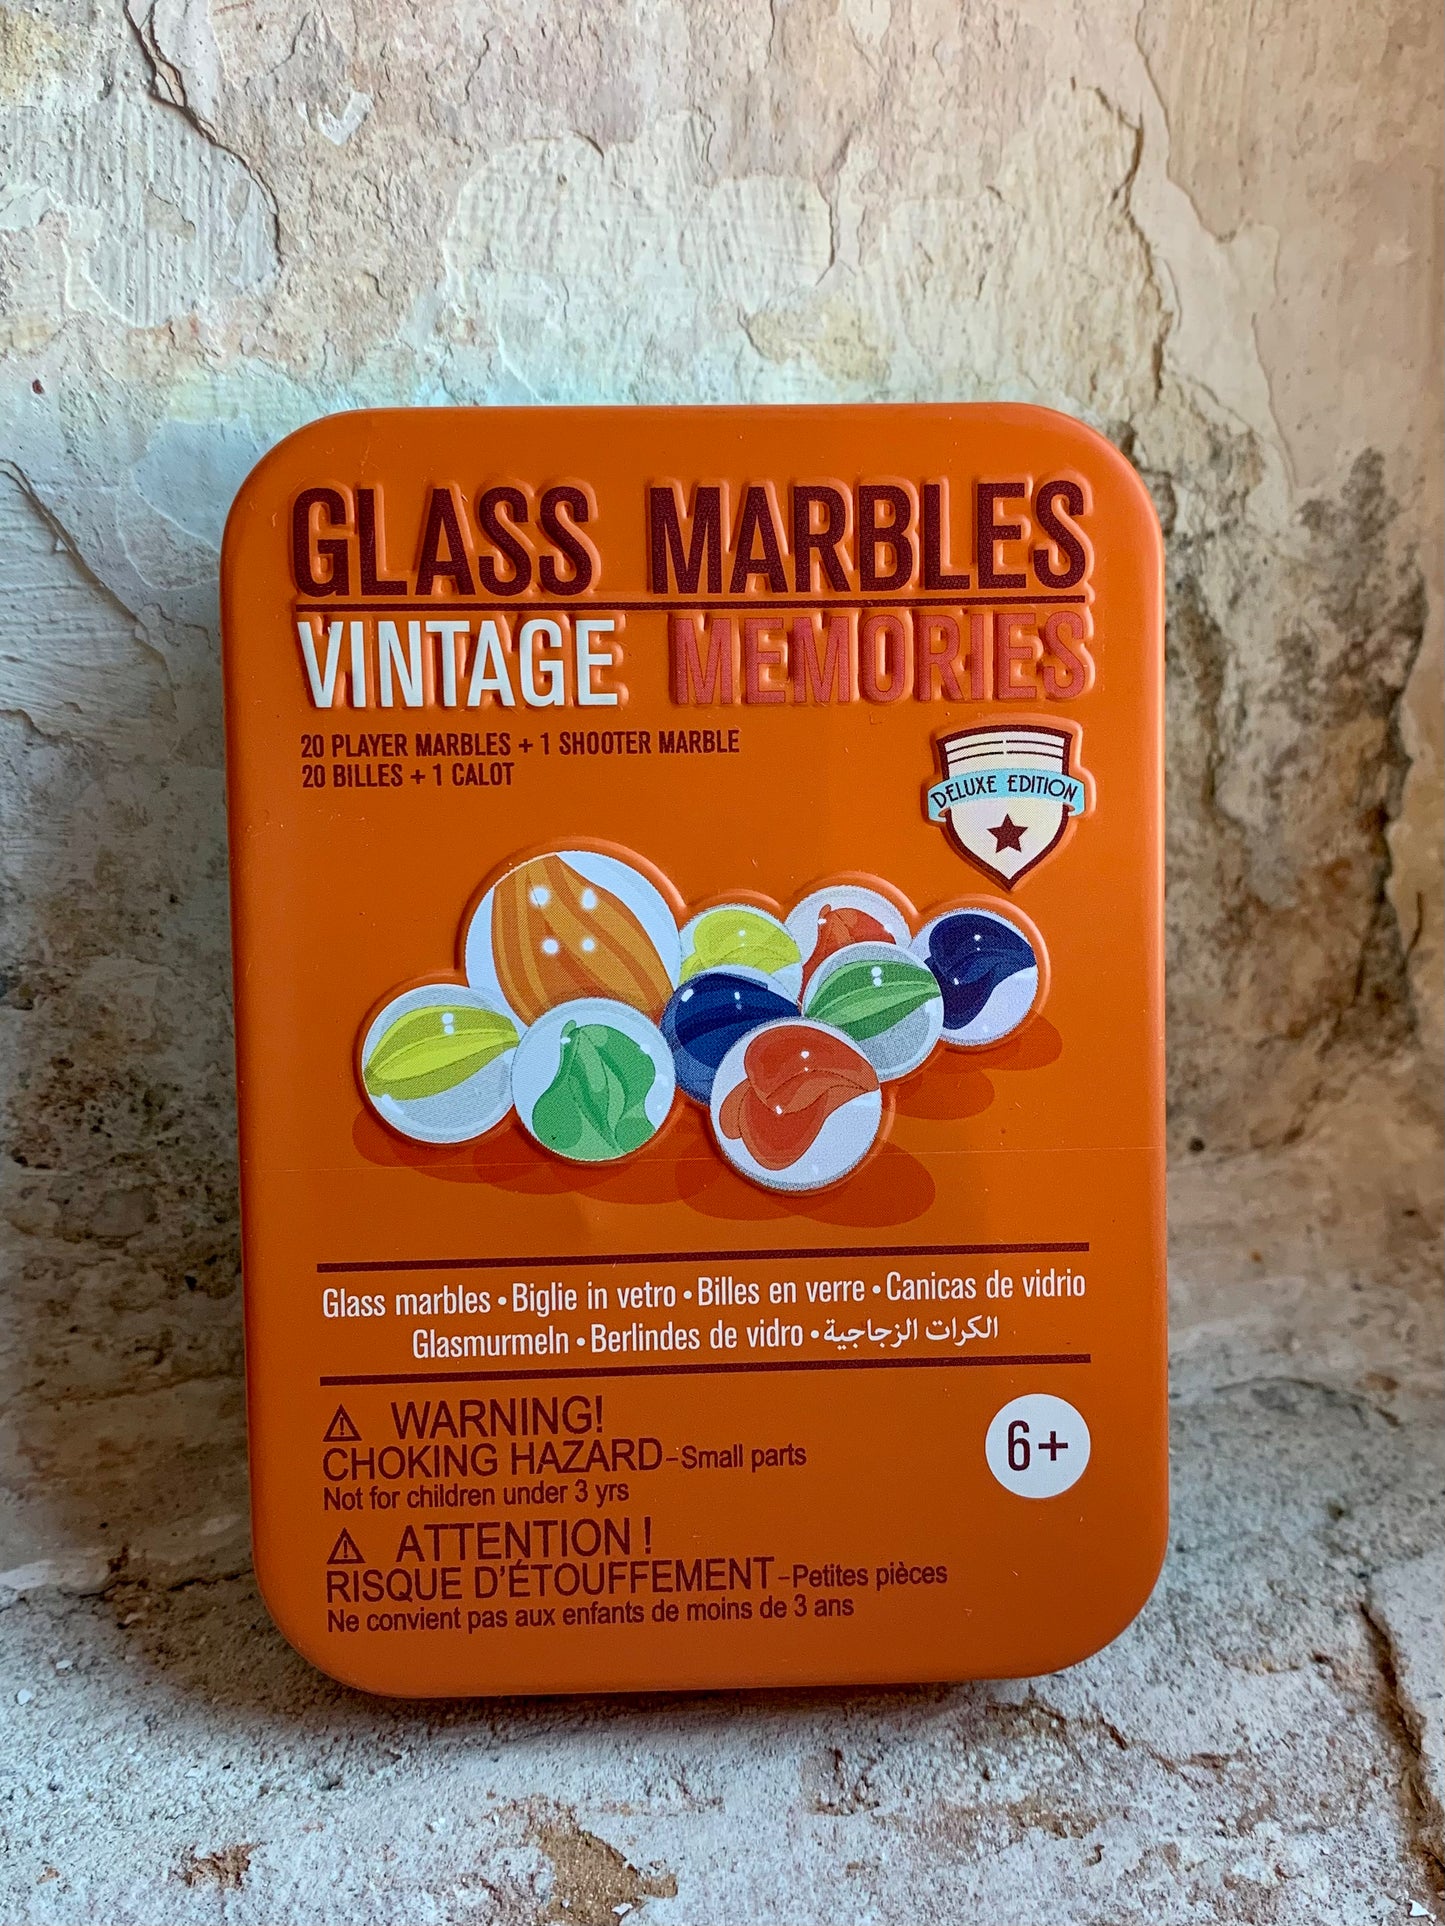 GLASS MARBLES
VINTAGE MEMORIES
20 PLAYER MARBLES + 1 SHOOTER MARBLE
20 BILLES + 1 CALOT
DELUXE EDITION
Glass marbles • Biglie in vetro • Billes en verre • Canicas de vidrio
Glasmurmeln • Berlindes de vidro • الكرات الزجاجية
⚠ WARNING!
CHOKING HAZARD – Small parts
Not for children under 3 yrs
6+
⚠ ATTENTION !
RISQUE D'ÉTOUFFEMENT – Petites pièces
Ne convient pas aux enfants de moins de 3 ans